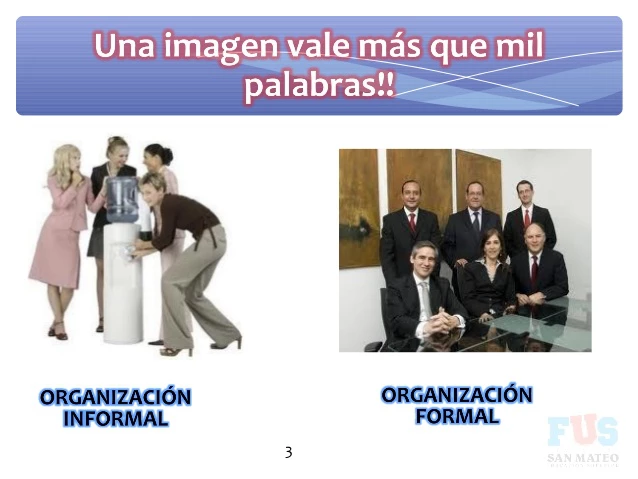 Una imagen vale más que mil
palabras!!
ORGANIZACIÓN
INFORMAL
ORGANIZACIÓN
FORMAL
3
FUS
SAN MATEO